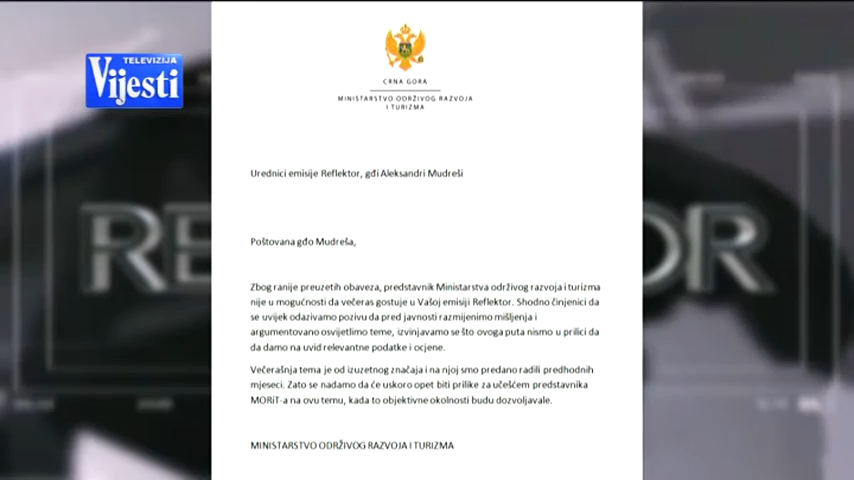 TELEVIZIJA
Vijesti
CRNA GORA
MINISTARSTVO ODRŽIVOG RAZVOJA
I TURIZMA
Urednici emisije Reflektor, gđi Aleksandri Mudreši
Poštovana gđo Mudreša,
Zbog ranije preuzetih obaveza, predstavnik Ministarstva održivog razvoja i turizma
nije u mogućnosti da večeras gostuje u Vašoj emisiji Reflektor. Shodno činjenici da
se uvijek odazivamo pozivu da pred javnosti razmijenimo mišljenja i
argumentovano osvijetlimo teme, izvinjavamo se što ovoga puta nismo u prilici da
da damo na uvid relevantne podatke i ocjene.
Večerašnja tema je od izuzetnog značaja i na njoj smo predano radili predhodnih
mjeseci. Zato se nadamo da će uskoro opet biti prilike za učešćem predstavnika
MORiT-a na ovu temu, kada to objektivne okolnosti budu dozvoljavale.
MINISTARSTVO ODRŽIVOG RAZVOJA I TURIZMA
RE
OR